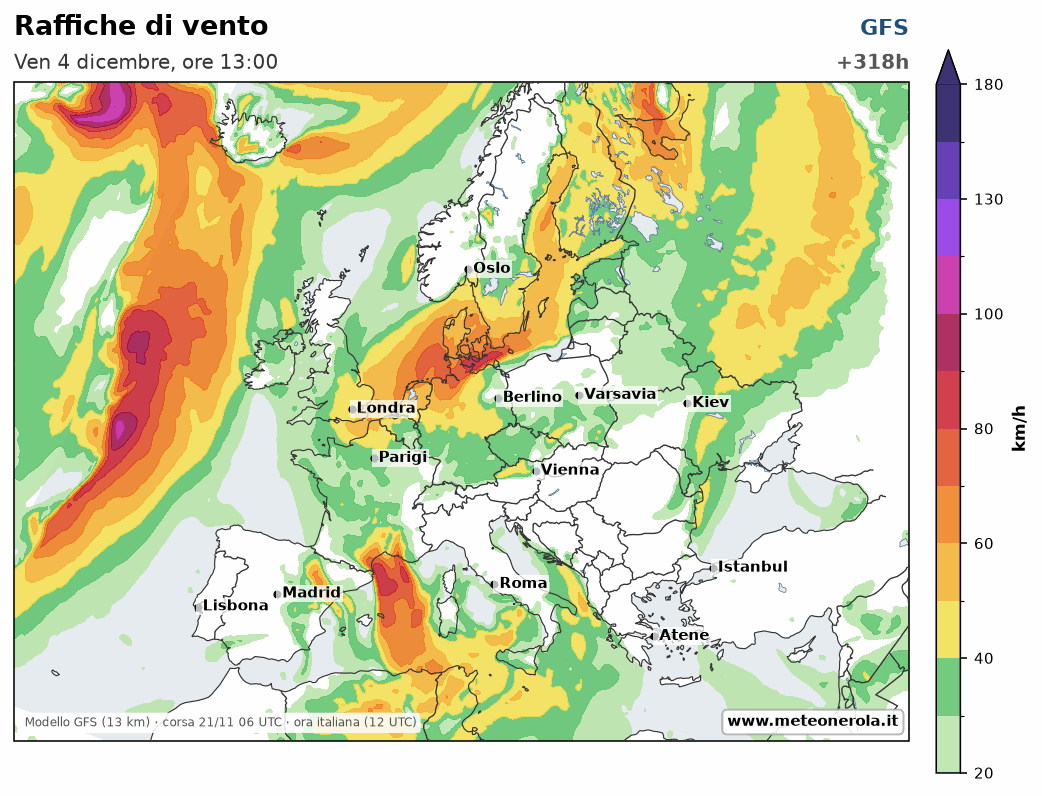 Raffiche di vento
GFS
Ven 4 dicembre, ore 13:00
+318h
180
130
100
80
60
40
20
km/h
Oslo
Londra
Berlino
Varsavia
Kiev
Parigi
Vienna
Istanbul
Roma
Madrid
Lisbona
Atene
Modello GFS (13 km) · corsa 21/11 06 UTC · ora italiana (12 UTC)
www.meteonerola.it